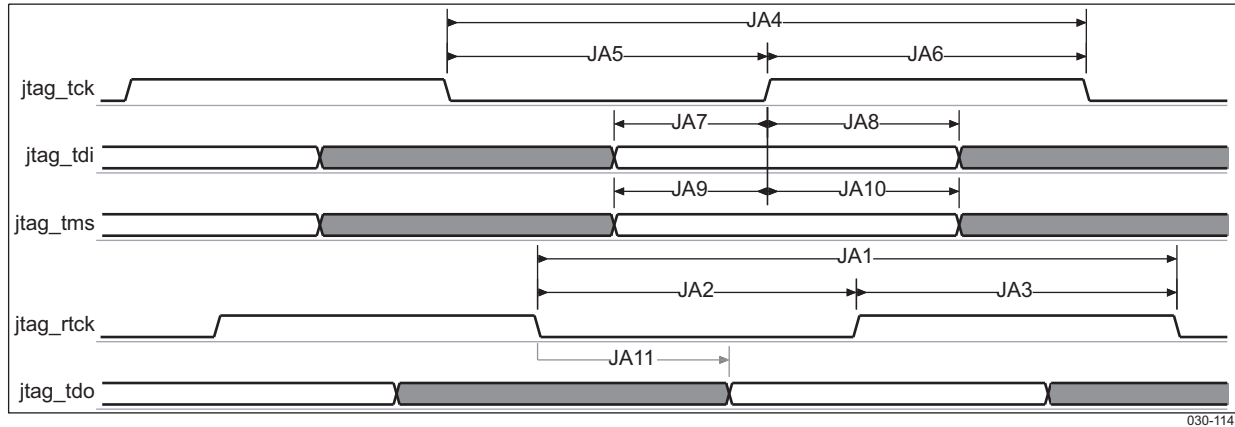 JA4
JA5 JA6
jtag_tck
JA7 JA8
jtag_tdi
JA9 JA10
jtag_tms
JA1
JA2 JA3
jtag_rtck
JA11
jtag_tdo
030-114